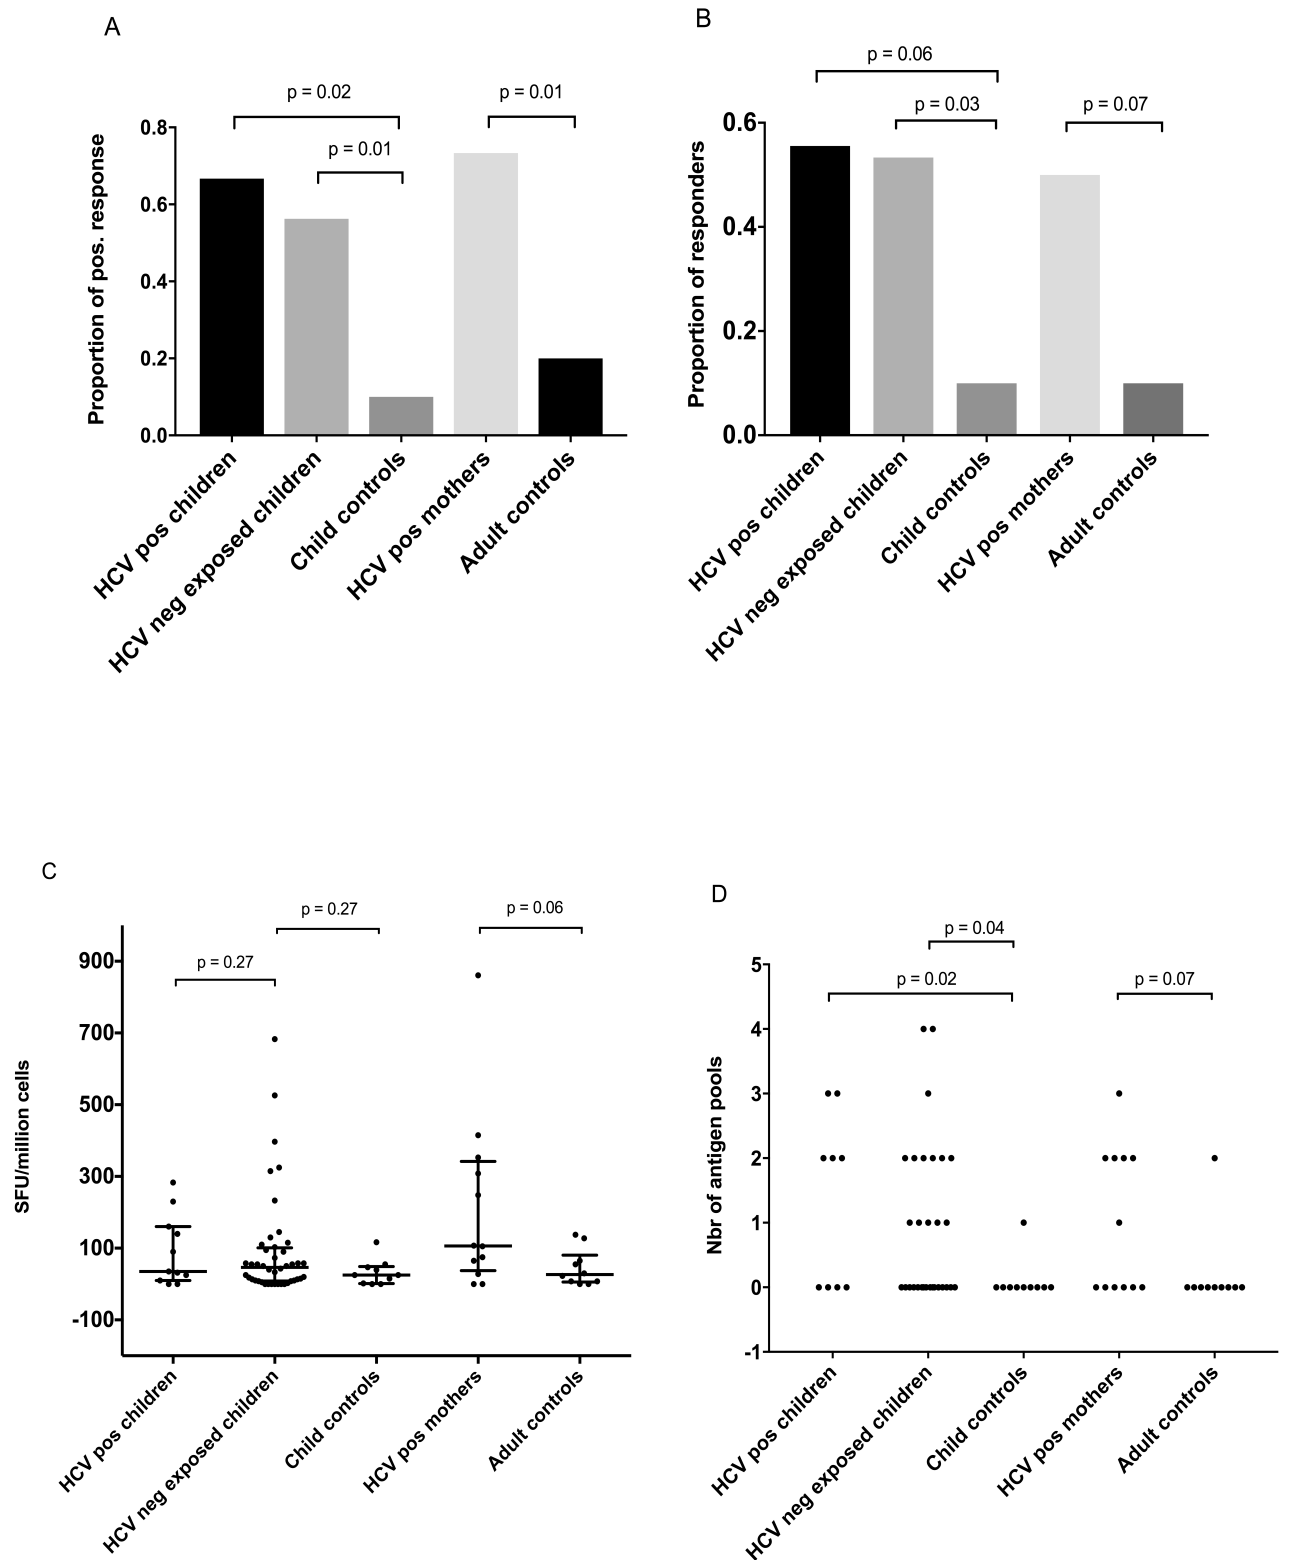 A
p = 0.02
p = 0.01
p = 0.01
Proportion of pos. response
0.8
0.6
0.4
0.2
0.0
HCV pos children
HCV neg exposed children
Child controls
HCV pos mothers
Adult controls
B
p = 0.06
p = 0.03
p = 0.07
Proportion of responders
0.6
0.4
0.2
0.0
HCV pos children
HCV neg exposed children
Child controls
HCV pos mothers
Adult controls
C
p = 0.27
p = 0.06
p = 0.27
SFU/million cells
900
700
500
300
100
-100
HCV pos children
HCV neg exposed children
Child controls
HCV pos mothers
Adult controls
D
p = 0.04
p = 0.02
p = 0.07
Nbr of antigen pools
5
4
3
2
1
0
-1
HCV pos children
HCV neg exposed children
Child controls
HCV pos mothers
Adult controls